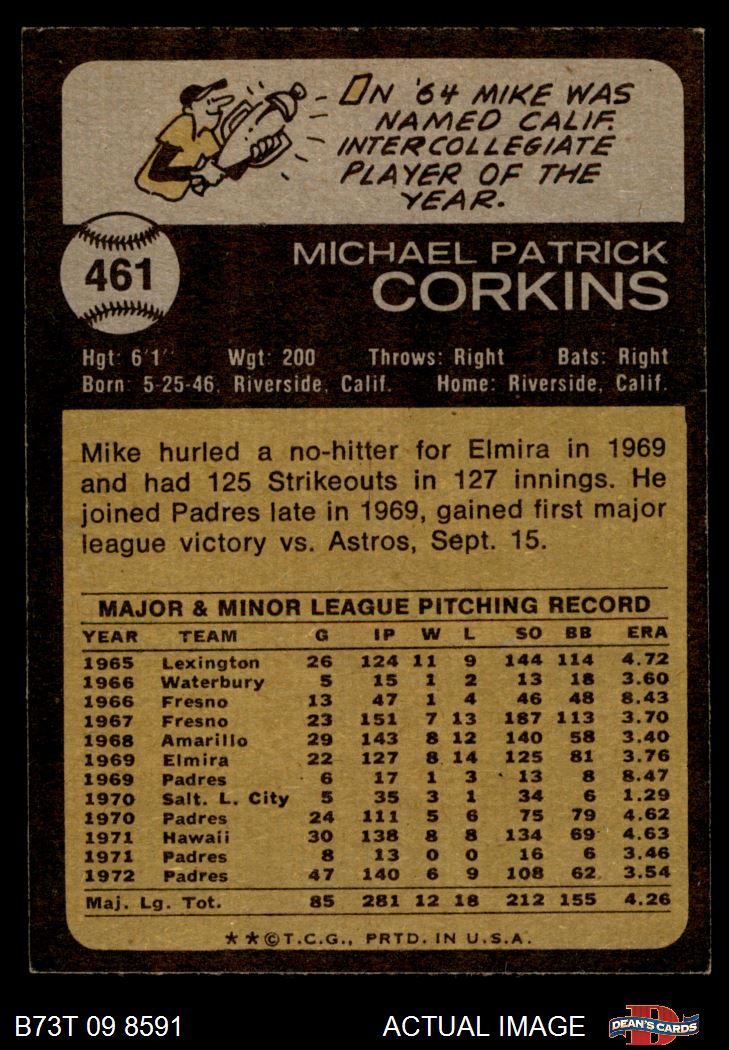 ON '64 MIKE WAS
NAMED CALIF.
INTERCOLLEGIATE
PLAYER OF THE
YEAR.
461
MICHAEL PATRICK
CORKINS
Hgt: 6'1" Wgt: 200 Throws: Right Bats: Right
Born: 5-25-46, Riverside, Calif. Home: Riverside, Calif.
Mike hurled a no-hitter for Elmira in 1969
and had 125 Strikeouts in 127 innings. He
joined Padres late in 1969, gained first major
league victory vs. Astros, Sept. 15.
MAJOR & MINOR LEAGUE PITCHING RECORD
YEAR TEAM G IP W L SO BB ERA
1965 Lexington 26 124 11 9 144 114 4.72
1966 Waterbury 5 15 1 2 13 18 3.60
1966 Fresno 13 47 1 4 46 48 8.43
1967 Fresno 23 151 7 13 187 113 3.70
1968 Amarillo 29 143 8 12 140 58 3.40
1969 Elmira 22 127 8 14 125 81 3.76
1969 Padres 6 17 1 3 13 8 8.47
1970 Salt. L. City 5 35 3 1 34 6 1.29
1970 Padres 24 111 5 6 75 79 4.62
1971 Hawaii 30 138 8 8 134 69 4.63
1971 Padres 8 13 0 0 16 6 3.46
1972 Padres 47 140 6 9 108 62 3.54
Maj. Lg. Tot. 85 281 12 18 212 155 4.26
★★©T.C.G., PRTD. IN U.S.A.
B73T 09 8591 ACTUAL IMAGE D DEAN'S CARDS